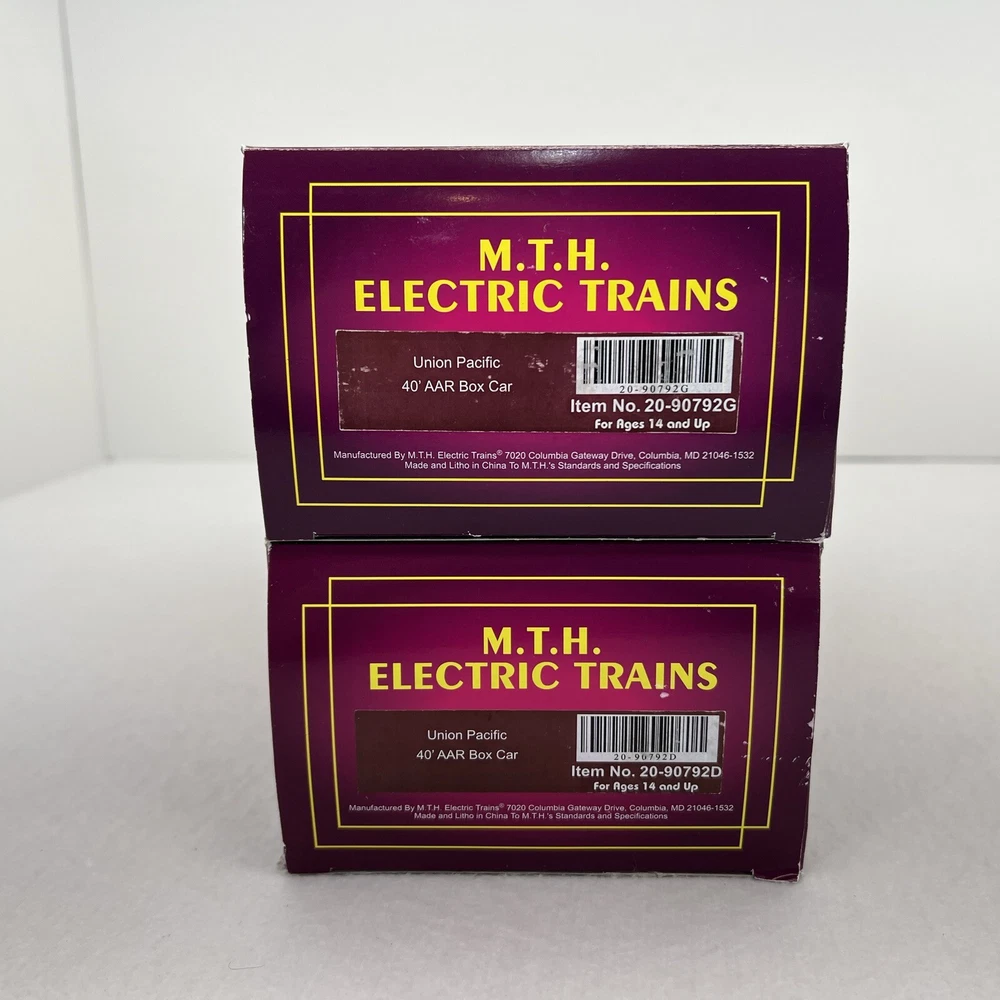 M.T.H.
ELECTRIC TRAINS
Union Pacific
40' AAR Box Car
20-90792G
Item No. 20-90792G
For Ages 14 and Up
Manufactured By M.T.H. Electric Trains® 7020 Columbia Gateway Drive, Columbia, MD 21046-1532
Made and Litho in China To M.T.H.'s Standards and Specifications
M.T.H.
ELECTRIC TRAINS
Union Pacific
40' AAR Box Car
20-90792D
Item No. 20-90792D
For Ages 14 and Up
Manufactured By M.T.H. Electric Trains® 7020 Columbia Gateway Drive, Columbia, MD 21046-1532
Made and Litho in China To M.T.H.'s Standards and Specifications